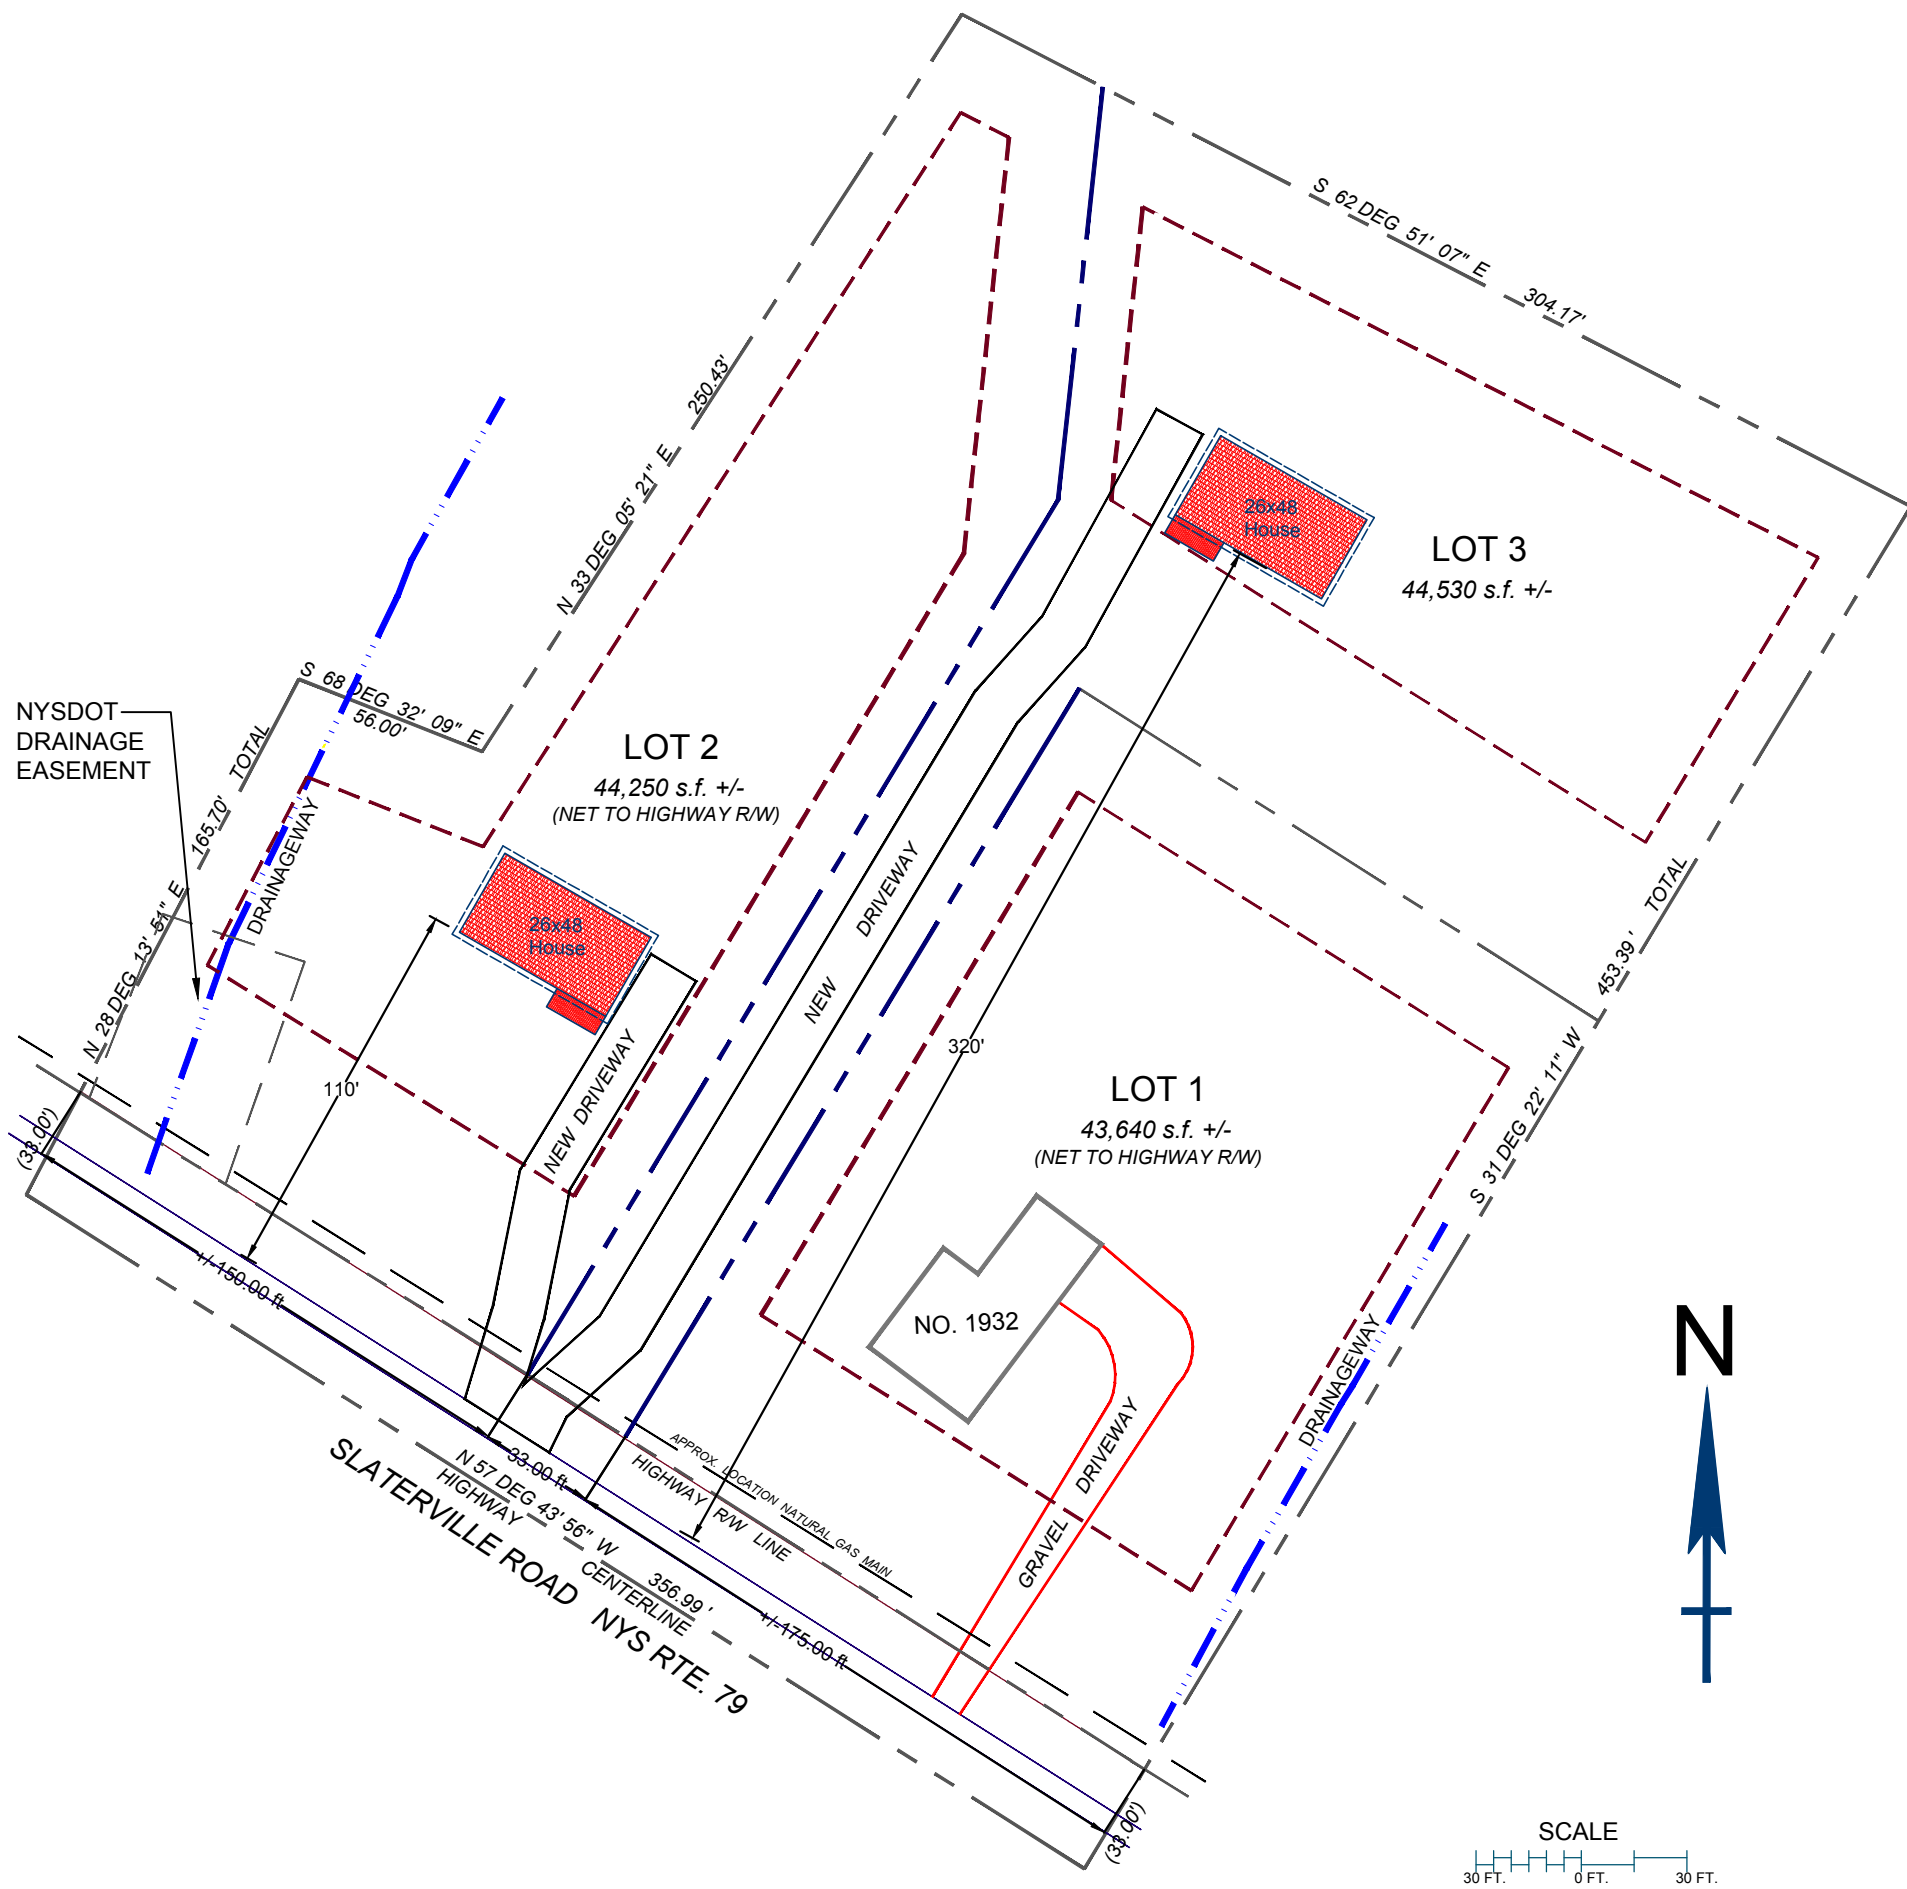 S 62 DEG 51' 07" E 304.17'
N 33 DEG 05' 21" E 250.43'
26x48
House
LOT 3
44,530 s.f. +/-
S 68 DEG 32' 09" E
56.00'
NYSDOT
DRAINAGE
EASEMENT
N 28 DEG 13' 51" E 165.70' TOTAL
DRAINAGEWAY
LOT 2
44,250 s.f. +/-
(NET TO HIGHWAY R/W)
26x48
House
NEW DRIVEWAY
NEW DRIVEWAY
110'
320'
S 31 DEG 22' 11" W 453.39 ' TOTAL
LOT 1
43,640 s.f. +/-
(NET TO HIGHWAY R/W)
NO. 1932
GRAVEL DRIVEWAY
DRAINAGEWAY
(33.00')
+/-150.00 ft
33.00 ft
+/-175.00 ft
APPROX. LOCATION NATURAL GAS MAIN
HIGHWAY R/W LINE
N 57 DEG 43' 56" W 356.99 '
HIGHWAY CENTERLINE
SLATERVILLE ROAD NYS RTE. 79
(33.00')
N
SCALE
30 FT. 0 FT. 30 FT.